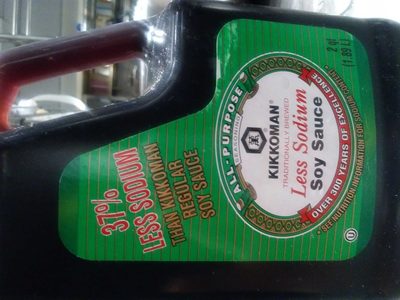 37%
LESS SODIUM
THAN KIKKOMAN
REGULAR
SOY SAUCE
ALL-PURPOSE
SEASONING
KIKKOMAN®
TRADITIONALLY BREWED
Less Sodium
Soy Sauce
OVER 300 YEARS OF EXCELLENCE
* SEE NUTRITION INFORMATION FOR SODIUM CONTENT.
2 qt
(1.89 L)